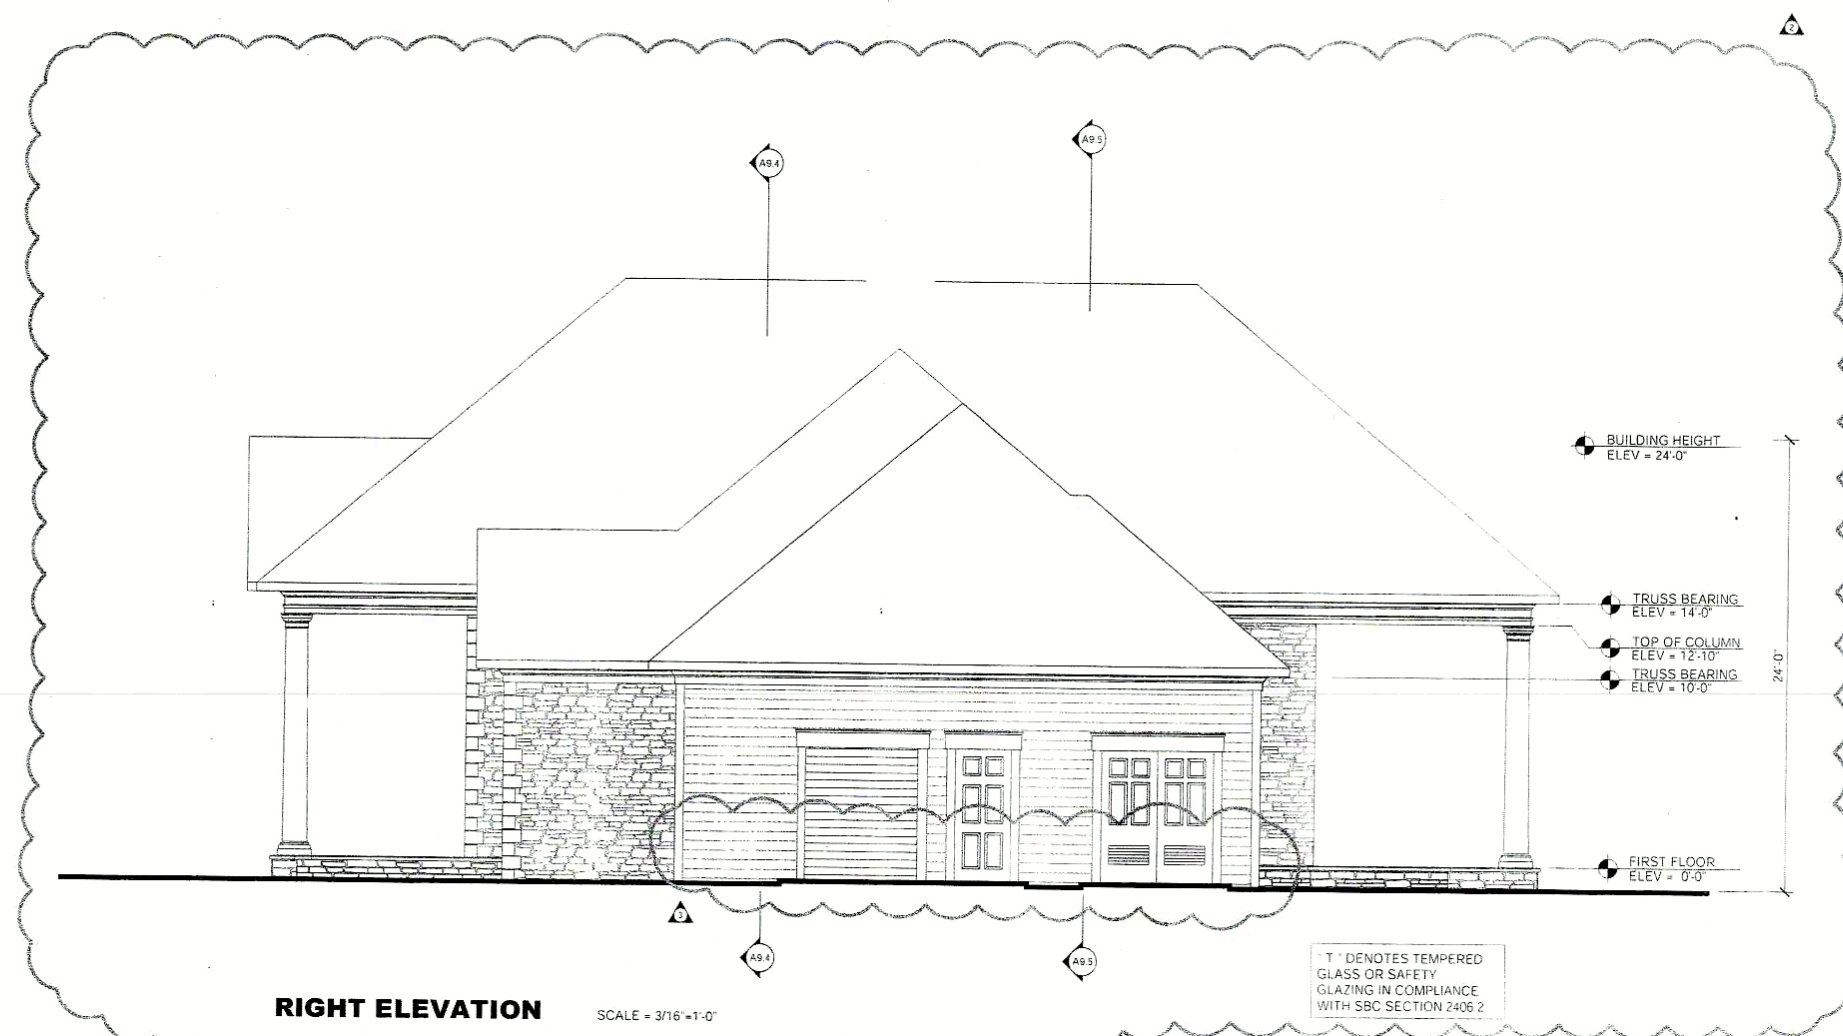 2
A9.4
A9.5
BUILDING HEIGHT
ELEV = 24'-0"
TRUSS BEARING
ELEV = 14'-0"
TOP OF COLUMN
ELEV = 12'-10"
TRUSS BEARING
ELEV = 10'-0"
24'-0"
FIRST FLOOR
ELEV = 0'-0"
3
A9.4
A9.5
"T" DENOTES TEMPERED
GLASS OR SAFETY
GLAZING IN COMPLIANCE
WITH SBC SECTION 2406.2
RIGHT ELEVATION
SCALE = 3/16"=1'-0"